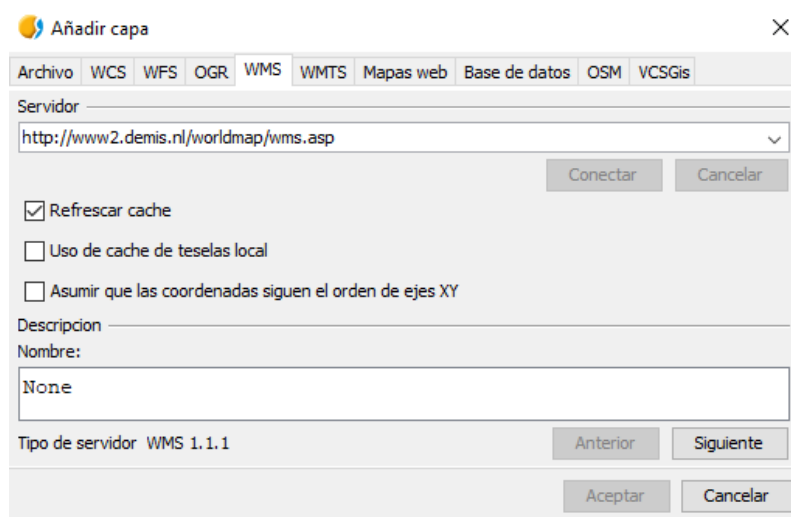 Añadir capa
Archivo WCS WFS OGR WMS WMTS Mapas web Base de datos OSM VCSGis
Servidor
http://www2.demis.nl/worldmap/wms.asp
Conectar Cancelar
Refrescar cache
Uso de cache de teselas local
Asumir que las coordenadas siguen el orden de ejes XY
Descripcion
Nombre:
None
Tipo de servidor WMS 1.1.1 Anterior Siguiente
Aceptar Cancelar